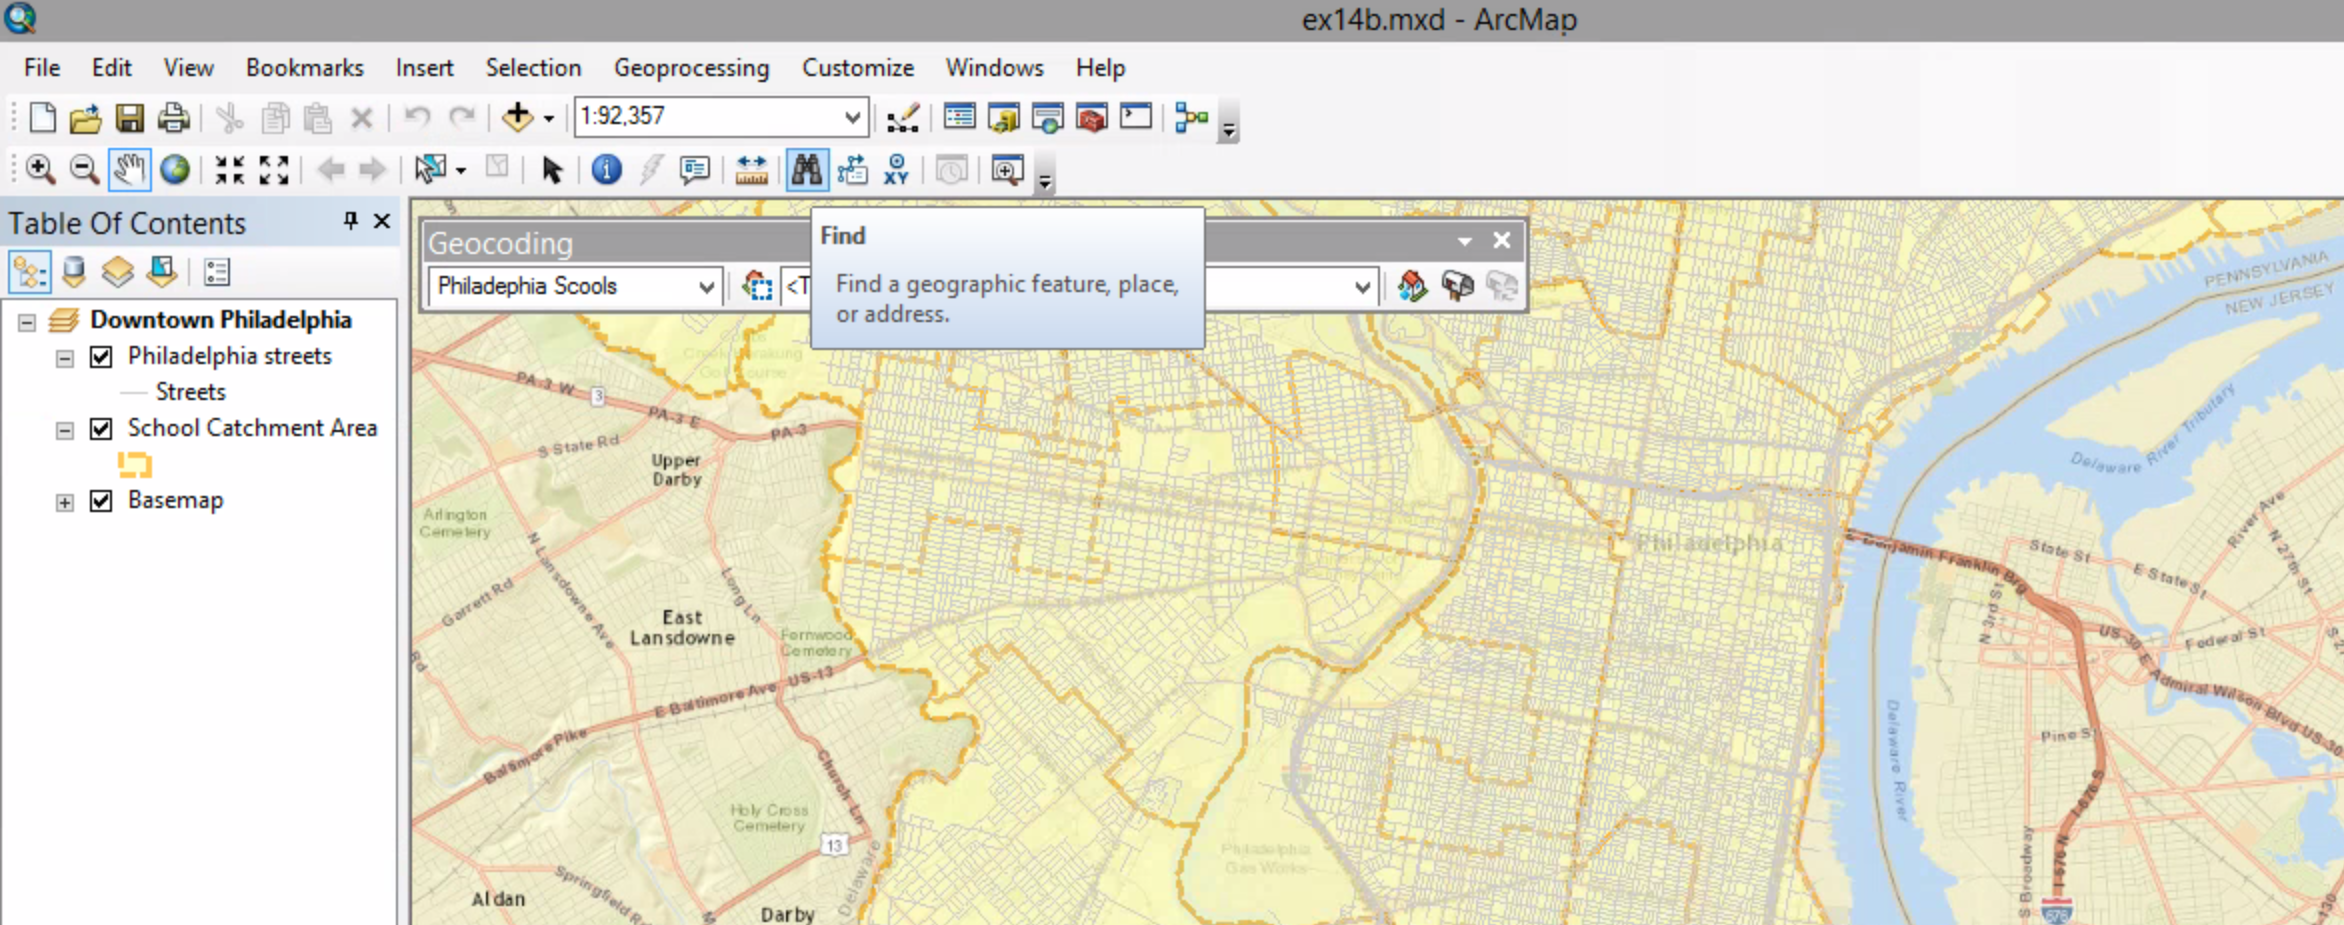 ex14b.mxd - ArcMap
File Edit View Bookmarks Insert Selection Geoprocessing Customize Windows Help
1:92,357
XY
Table Of Contents
Geocoding
Philadephia Scools
<T
Find
Find a geographic feature, place,
or address.
Downtown Philadelphia
Philadelphia streets
Streets
School Catchment Area
Basemap
PENNSYLVANIA
NEW JERSEY
PA-3 W
3
PA-3 E
PA-3
S State Rd
Upper
Darby
Arlington
Cemetery
N Lansdowne Ave
Garrett Rd
Long Ln
East
Lansdowne
Fernwood
Cemetery
E Baltimore Ave US-13
Baltimore Pike
Church Ln
Holy Cross
Cemetery
13
Delaware
Aldan
Springfield R
Darby
Philadelphia
Philadelphia
Gas Works
Delaware River Tributary
River Ave
N 27th St
State St
E State St
Benjamin Franklin Brg
N 3rd St
US-30 E
Federal St
Admiral Wilson Blvd US-30
Pine St
Delaware River
I-676 S
I-676 N
S Broadway
676
-130
Rd